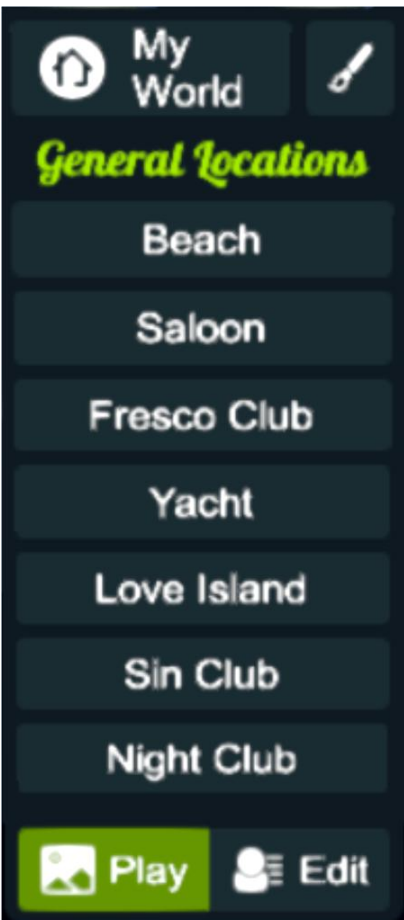 My
World
General Locations
Beach
Saloon
Fresco Club
Yacht
Love Island
Sin Club
Night Club
Play Edit